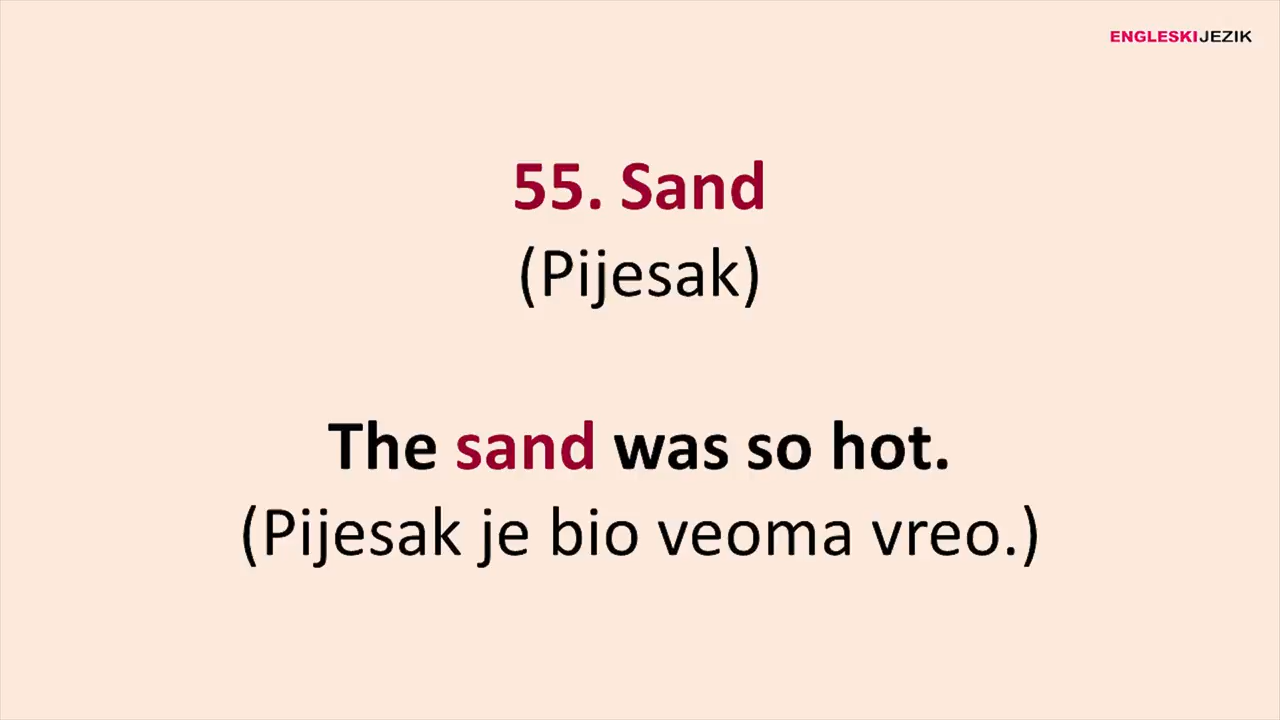 ENGLESKIJEZIK
55. Sand
(Pijesak)
The sand was so hot.
(Pijesak je bio veoma vreo.)